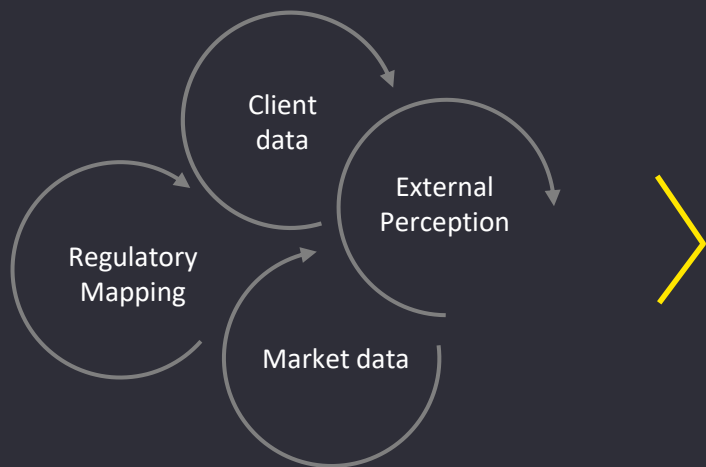 Client
data
External
Perception
Regulatory
Mapping
Market data